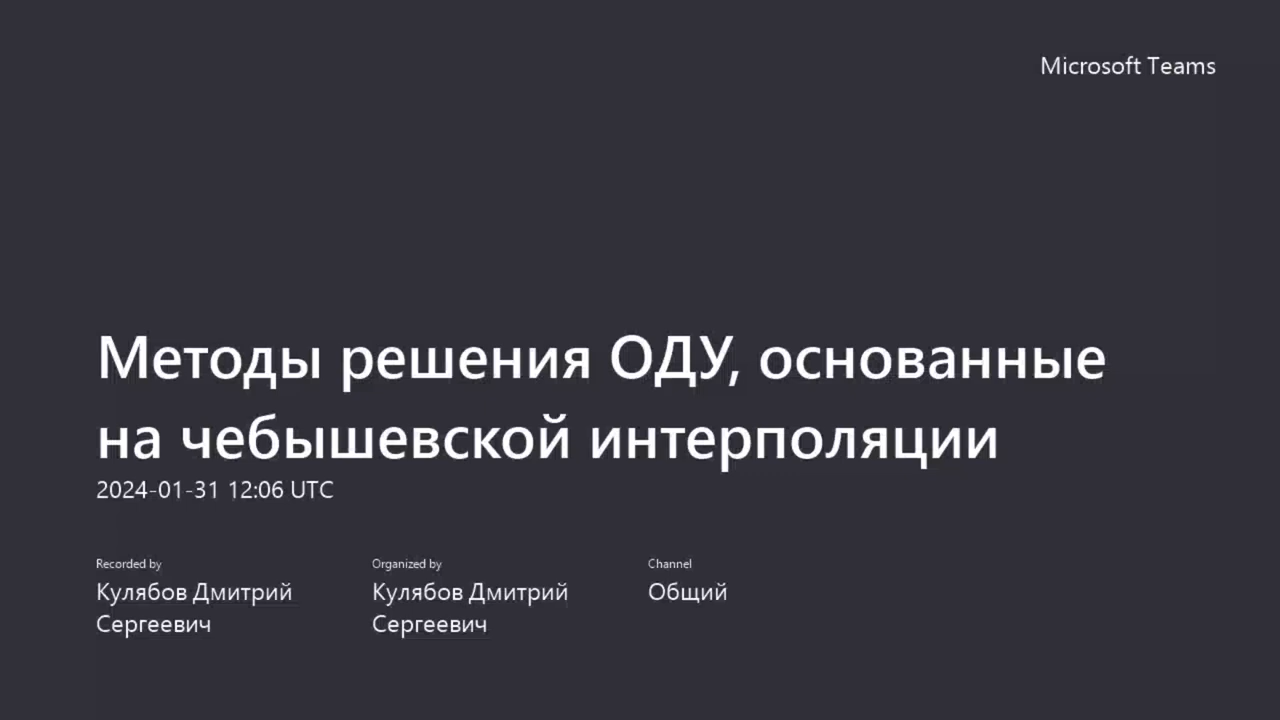 Microsoft Teams
Методы решения ОДУ, основанные
на чебышевской интерполяции
2024-01-31 12:06 UTC
Recorded by
Кулябов Дмитрий
Сергеевич
Organized by
Кулябов Дмитрий
Сергеевич
Channel
Общий